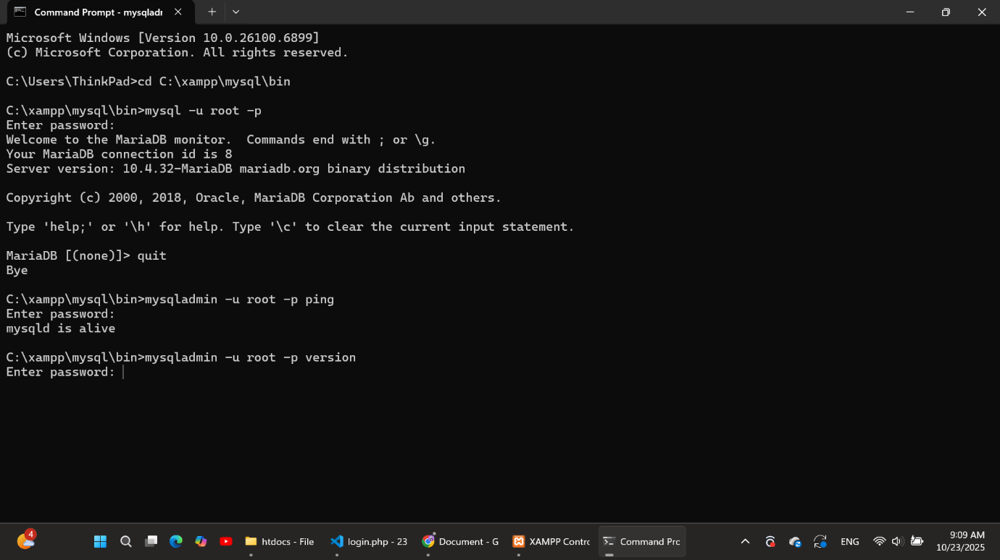 Command Prompt - mysqladı
Microsoft Windows [Version 10.0.26100.6899]
(c) Microsoft Corporation. All rights reserved.
C:\Users\ThinkPad>cd C:\xampp\mysql\bin
C:\xampp\mysql\bin>mysql -u root -p
Enter password:
Welcome to the MariaDB monitor.  Commands end with ; or \g.
Your MariaDB connection id is 8
Server version: 10.4.32-MariaDB mariadb.org binary distribution
Copyright (c) 2000, 2018, Oracle, MariaDB Corporation Ab and others.
Type 'help;' or '\h' for help. Type '\c' to clear the current input statement.
MariaDB [(none)]> quit
Bye
C:\xampp\mysql\bin>mysqladmin -u root -p ping
Enter password:
mysqld is alive
C:\xampp\mysql\bin>mysqladmin -u root -p version
Enter password:
4
htdocs - File
login.php - 23
Document - G
XAMPP Contro
Command Pro
ENG
9:09 AM
10/23/2025